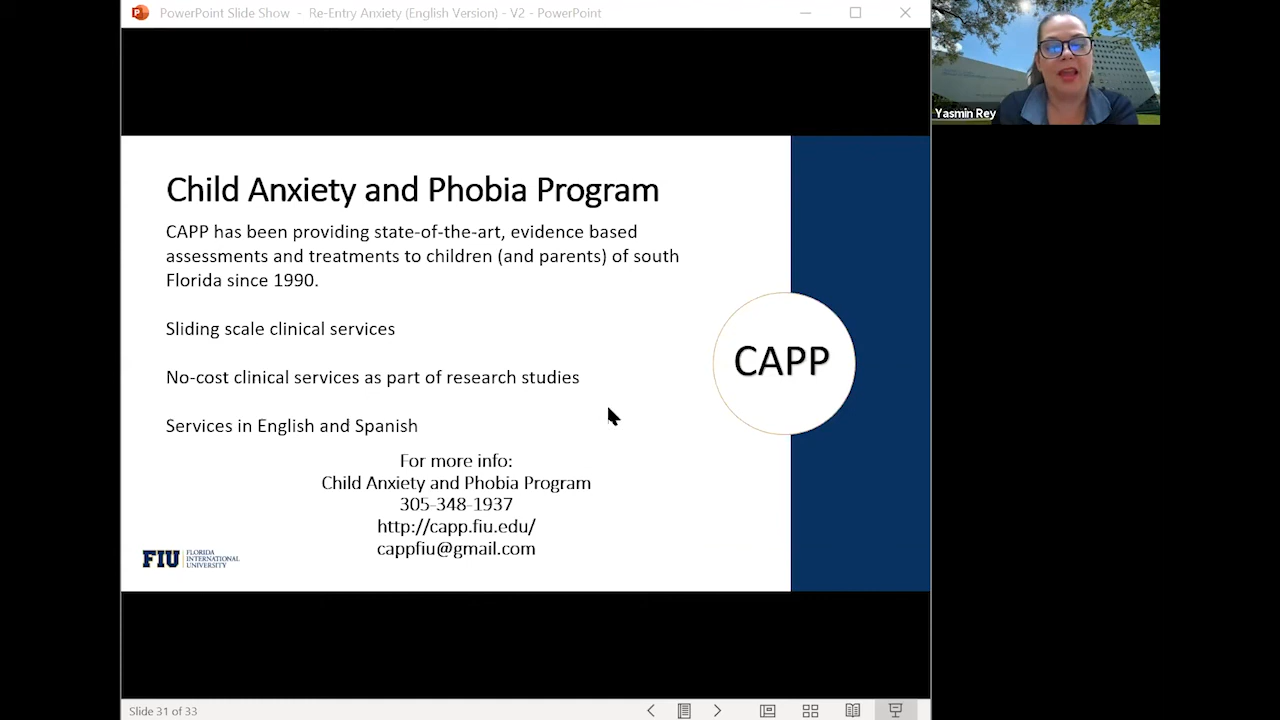 PowerPoint Slide Show - Re-Entry Anxiety (English Version) - V2 - PowerPoint
Yasmin Rey
Child Anxiety and Phobia Program
CAPP has been providing state-of-the-art, evidence based
assessments and treatments to children (and parents) of south
Florida since 1990.
Sliding scale clinical services
CAPP
No-cost clinical services as part of research studies
Services in English and Spanish
For more info:
Child Anxiety and Phobia Program
305-348-1937
http://capp.fiu.edu/
cappfiu@gmail.com
FIU
FLORIDA
INTERNATIONAL
UNIVERSITY
Slide 31 of 33